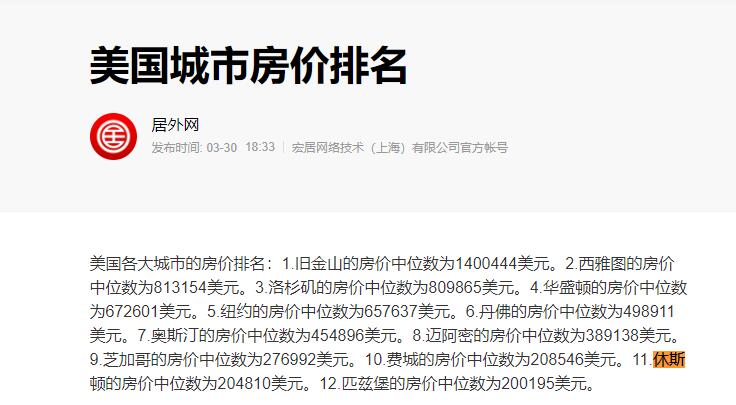 美国城市房价排名
居外网
发布时间: 03-30 18:33 宏居网络技术（上海）有限公司官方帐号
美国各大城市的房价排名：1.旧金山的房价中位数为1400444美元。2.西雅图的房价
中位数为813154美元。3.洛杉矶的房价中位数为809865美元。4.华盛顿的房价中位数
为672601美元。5.纽约的房价中位数为657637美元。6.丹佛的房价中位数为498911
美元。7.奥斯汀的房价中位数为454896美元。8.迈阿密的房价中位数为389138美元。
9.芝加哥的房价中位数为276992美元。10.费城的房价中位数为208546美元。11.休斯
顿的房价中位数为204810美元。12.匹兹堡的房价中位数为200195美元。